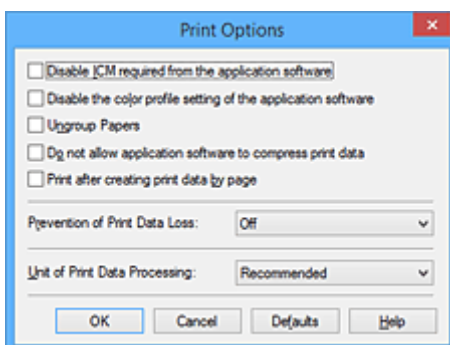 Print Options
Disable ICM required from the application software
Disable the color profile setting of the application software
Ungroup Papers
Do not allow application software to compress print data
Print after creating print data by page
Prevention of Print Data Loss: Off
Unit of Print Data Processing: Recommended
OK Cancel Defaults Help